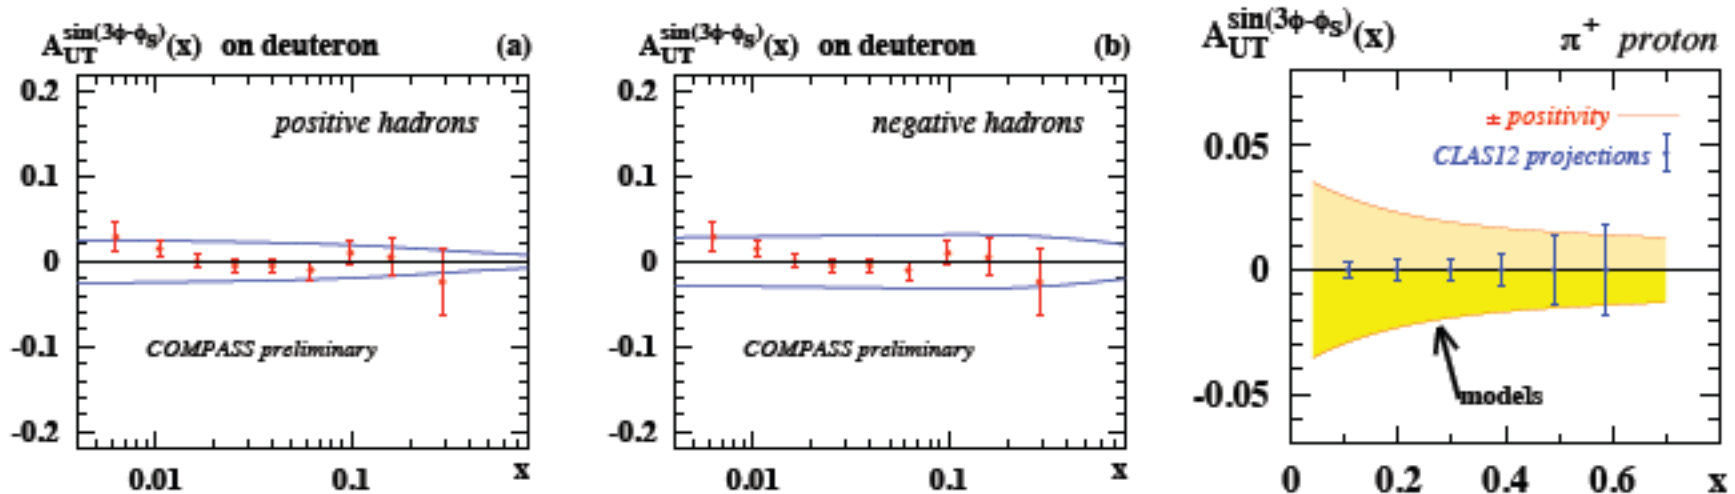 A_UT^sin(3ϕ-ϕ_S)(x) on deuteron (a)
positive hadrons
COMPASS preliminary
0.2
0.1
0
-0.1
-0.2
0.01 0.1 x
A_UT^sin(3ϕ-ϕ_S)(x) on deuteron (b)
negative hadrons
COMPASS preliminary
0.2
0.1
0
-0.1
-0.2
0.01 0.1 x
A_UT^sin(3ϕ-ϕ_S)(x) π⁺ proton
± positivity
CLAS12 projections
models
0.05
0
-0.05
0 0.2 0.4 0.6 x